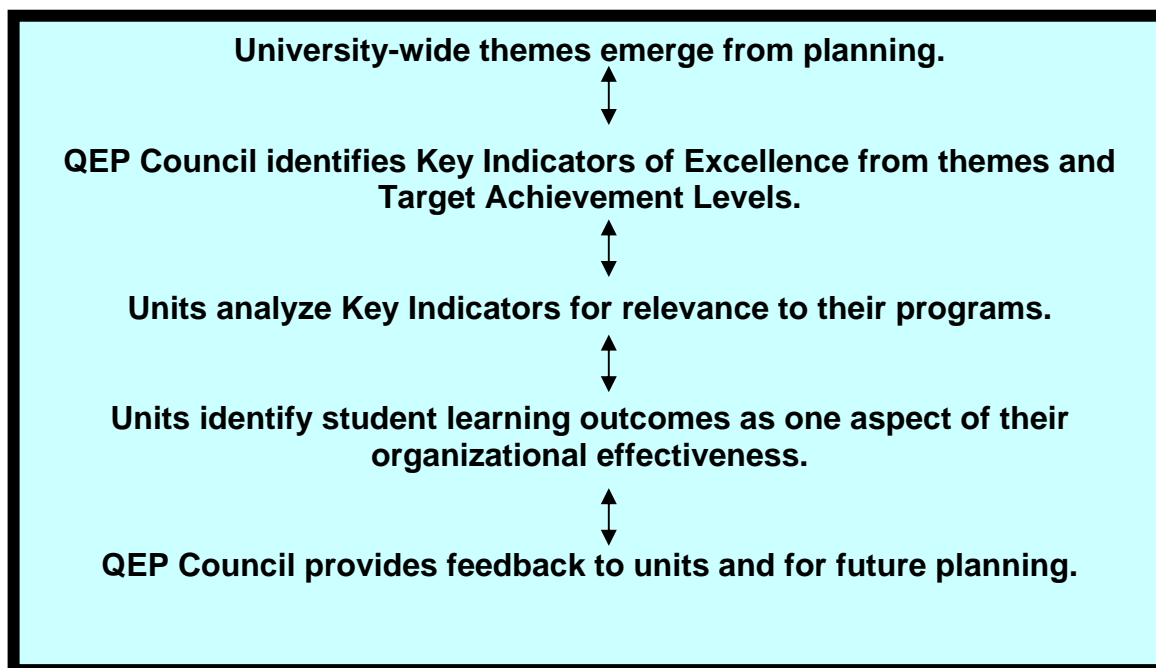 University-wide themes emerge from planning.
QEP Council identifies Key Indicators of Excellence from themes and
Target Achievement Levels.
Units analyze Key Indicators for relevance to their programs.
Units identify student learning outcomes as one aspect of their
organizational effectiveness.
QEP Council provides feedback to units and for future planning.